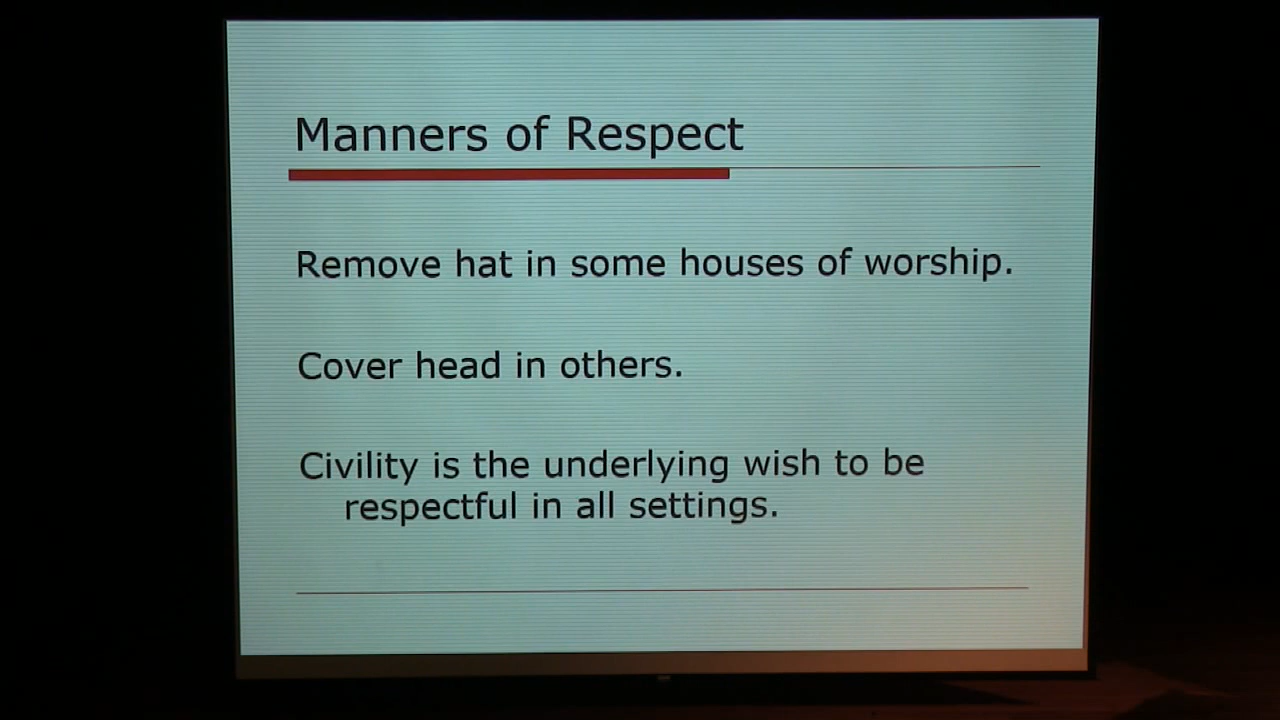 Manners of Respect
Remove hat in some houses of worship.
Cover head in others.
Civility is the underlying wish to be
respectful in all settings.